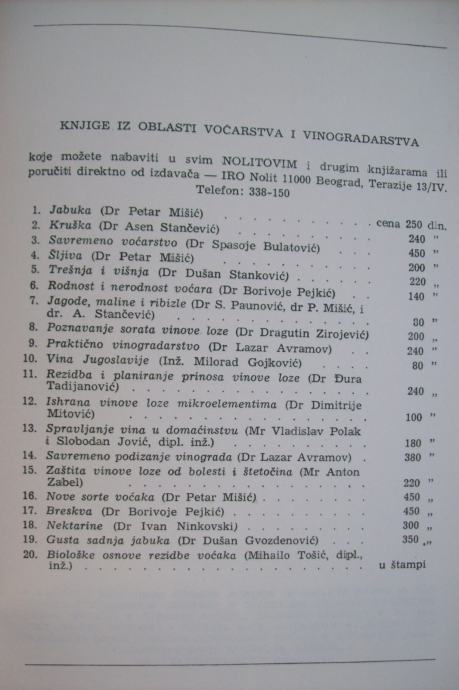 KNJIGE IZ OBLASTI VOĆARSTVA I VINOGRADARSTVA
koje možete nabaviti u svim NOLITOVIM i drugim knjižarama ili
poručiti direktno od izdavača — IRO Nolit 11000 Beograd, Terazije 13/IV.
Telefon: 338-150
1. Jabuka (Dr Petar Mišić) . . . . . . . . cena 250 din.
2. Kruška (Dr Asen Stančević) . . . . . . . 240 "
3. Savremeno voćarstvo (Dr Spasoje Bulatović) . . . 450 "
4. Šljiva (Dr Petar Mišić) . . . . . . . . 200 "
5. Trešnja i višnja (Dr Dušan Stanković) . . . . 220 „
6. Rodnost i nerodnost voćara (Dr Borivoje Pejkić) . . 140 "
7. Jagode, maline i ribizle (Dr S. Paunović, dr P. Mišić, i
dr. A. Stančević) . . . . . . . . . . 80 "
8. Poznavanje sorata vinove loze (Dr Dragutin Zirojević) 200 „
9. Praktično vinogradarstvo (Dr Lazar Avramov) . . . 240 "
10. Vina Jugoslavije (Inž. Milorad Gojković) . . . . 80 "
11. Rezidba i planiranje prinosa vinove loze (Dr Đura
Tadijanović) . . . . . . . . . . . 240 „
12. Ishrana vinove loze mikroelementima (Dr Dimitrije
Mitović) . . . . . . . . . . . . 100 "
13. Spravljanje vina u domaćinstvu (Mr Vladislav Polak
i Slobodan Jović, dipl. inž.) . . . . . . . 180 "
14. Savremeno podizanje vinograda (Dr Lazar Avramov) . 380 "
15. Zaštita vinove loze od bolesti i štetočina (Mr Anton
Zabel) . . . . . . . . . . . . . 220 "
16. Nove sorte voćaka (Dr Petar Mišić) . . . . . . 450 „
17. Breskva (Dr Borivoje Pejkić) . . . . . . . 450 „
18. Nektarine (Dr Ivan Ninkovski) . . . . . . . 300 „
19. Gusta sadnja jabuka (Dr Dušan Gvozdenović) . . . 350 „
20. Biološke osnove rezidbe voćaka (Mihailo Tošić, dipl.,
inž.) . . . . . . . . . . . . . . u štampi